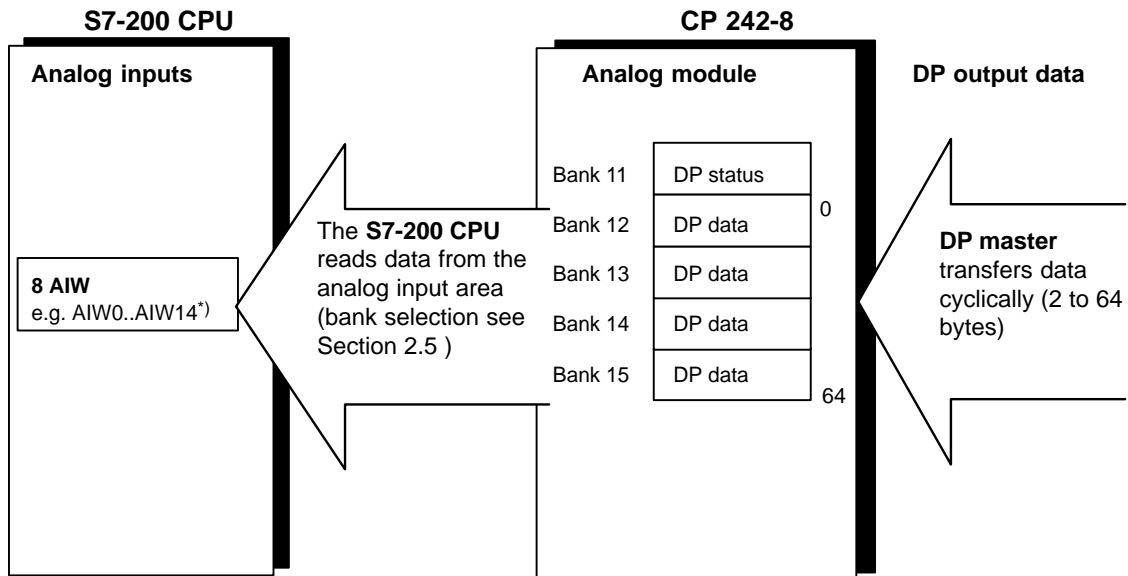 S7-200 CPU
CP 242-8
Analog inputs
Analog module
DP output data
8 AIW
e.g. AIW0..AIW14*)
The S7-200 CPU
reads data from the
analog input area
(bank selection see
Section 2.5 )
Bank 11 DP status
0
Bank 12 DP data
Bank 13 DP data
Bank 14 DP data
Bank 15 DP data
64
DP master
transfers data
cyclically (2 to 64
bytes)